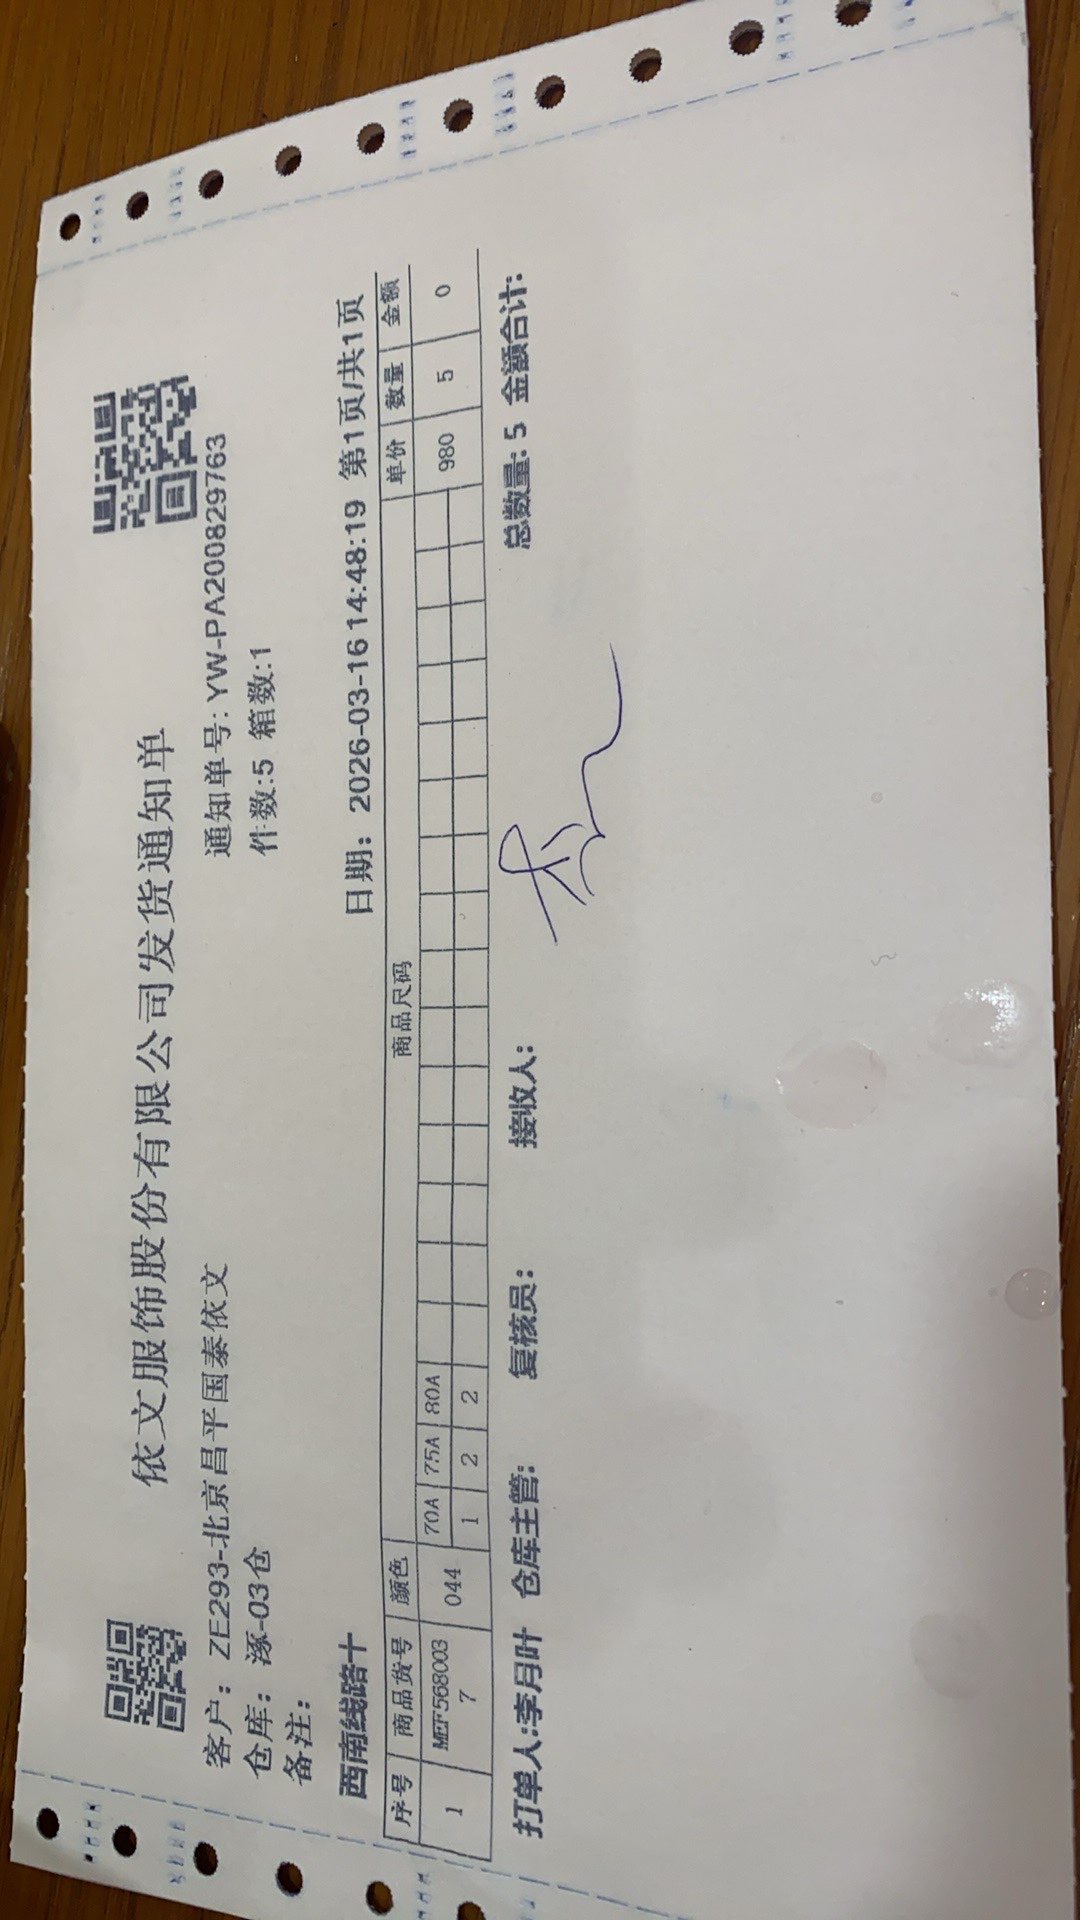 依文服饰股份有限公司发货通知单
客户：ZE293-北京昌平国泰依文 通知单号：YW-PA200829763
仓库：涿-03仓 件数:5 箱数:1
备注：
西南线路十 日期：2026-03-16 14:48:19 第1页/共1页
序号 商品货号 颜色 商品尺码 单价 数量 金额
70A 75A 80A
1 MEF568003 7 044 1 2 2 980 5 0
打单人:李月叶 仓库主管: 复核员: 接收人: 总数量: 5 金额合计: